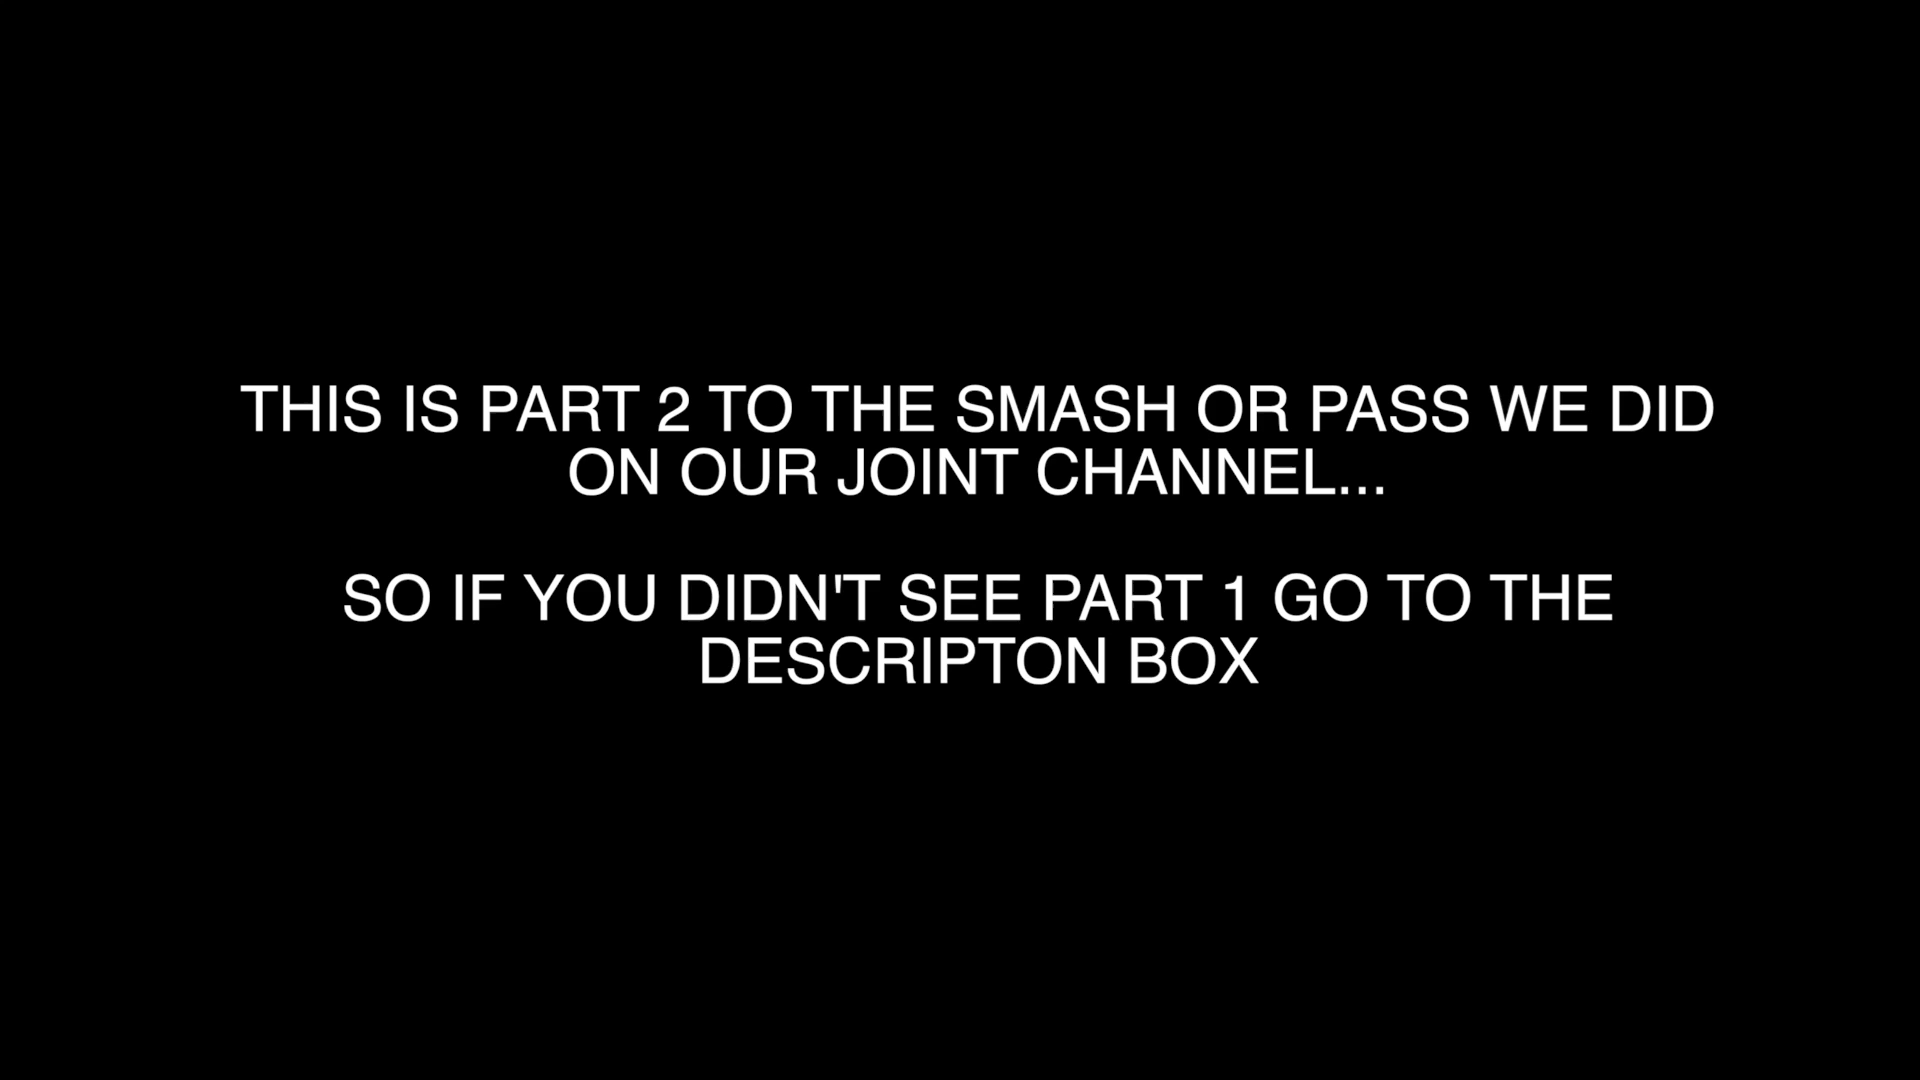 THIS IS PART 2 TO THE SMASH OR PASS WE DID
ON OUR JOINT CHANNEL...
SO IF YOU DIDN'T SEE PART 1 GO TO THE
DESCRIPTON BOX